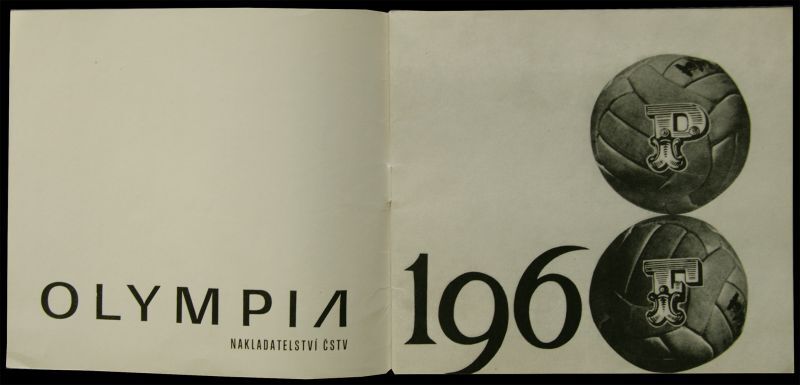 OLYMPIA
NAKLADATELSTVÍ ČSTV
P
F
196